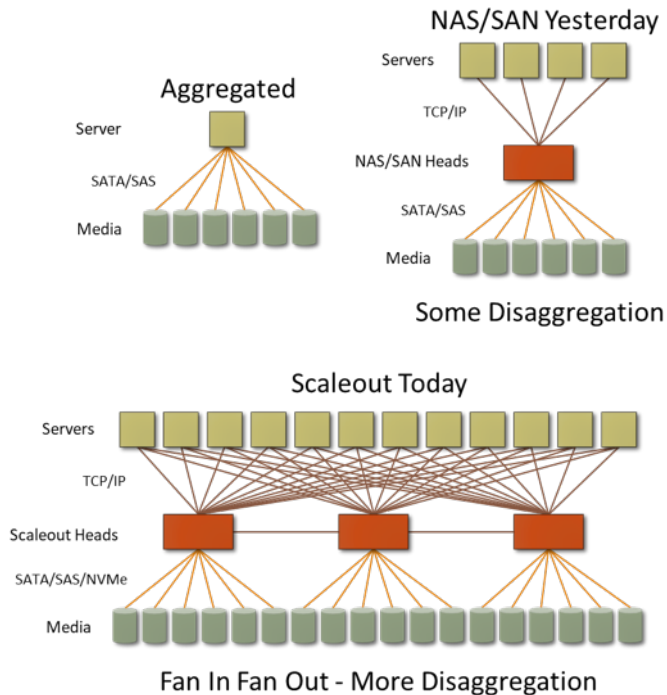 Aggregated
Server
SATA/SAS
Media
NAS/SAN Yesterday
Servers
TCP/IP
NAS/SAN Heads
SATA/SAS
Media
Some Disaggregation
Scaleout Today
Servers
TCP/IP
Scaleout Heads
SATA/SAS/NVMe
Media
Fan In Fan Out - More Disaggregation